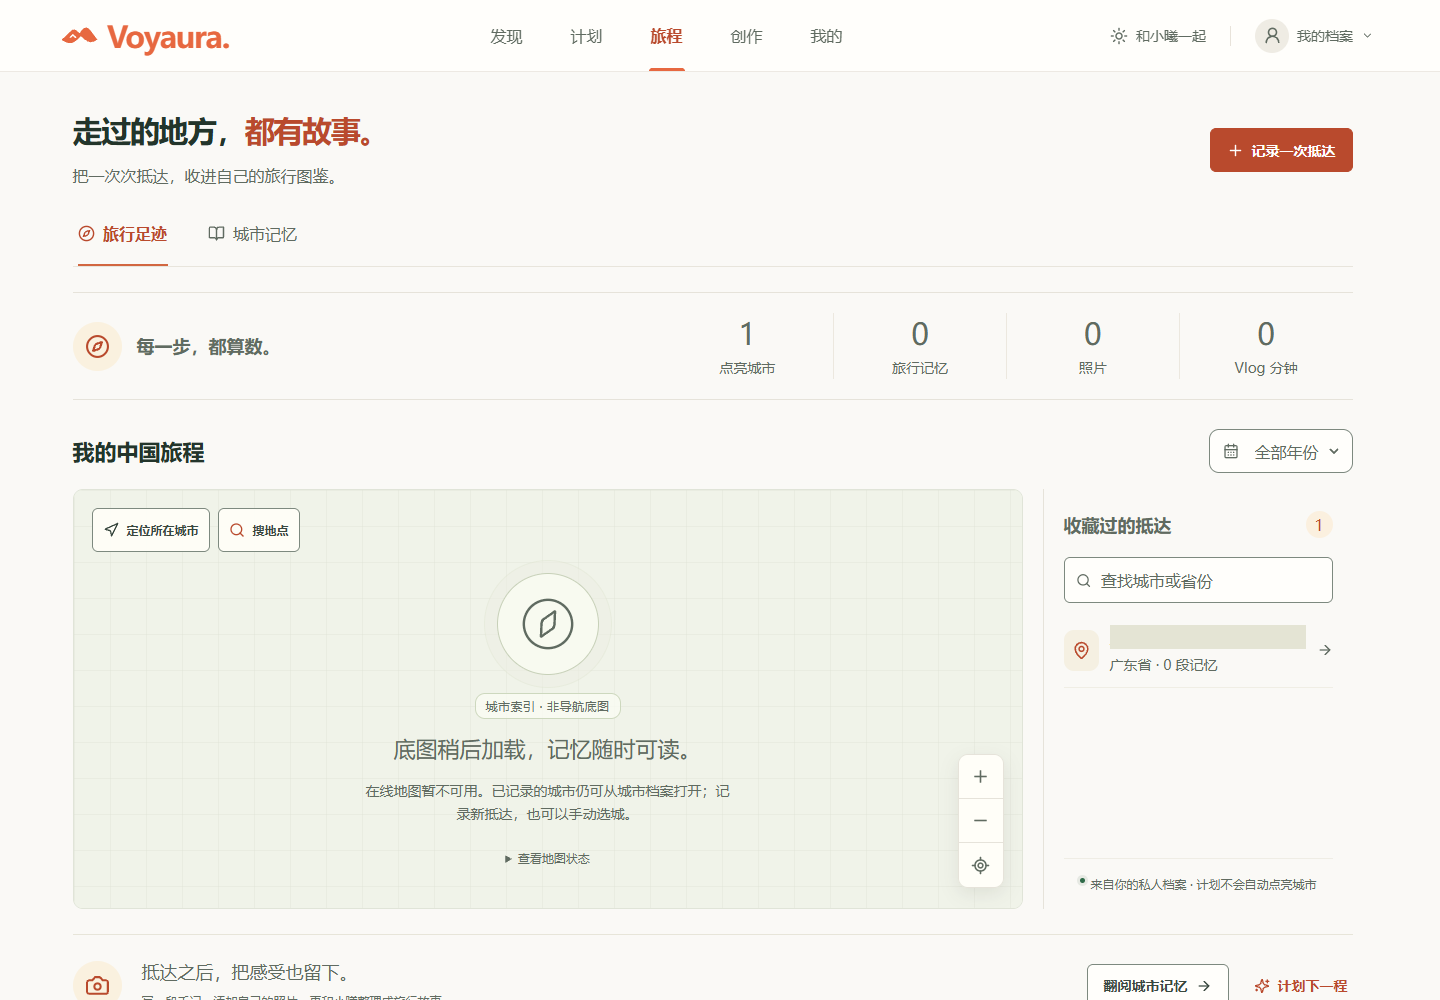 Voyaura.
发现
计划
旅程
创作
我的
和小曦一起
我的档案
走过的地方，都有故事。
把一次次抵达，收进自己的旅行图鉴。
+ 记录一次抵达
旅行足迹
城市记忆
每一步，都算数。
1
点亮城市
0
旅行记忆
0
照片
0
Vlog 分钟
我的中国旅程
全部年份
定位所在城市
搜地点
城市索引 · 非导航底图
底图稍后加载，记忆随时可读。
在线地图暂不可用。已记录的城市仍可从城市档案打开；记
录新抵达，也可以手动选城。
查看地图状态
收藏过的抵达
1
查找城市或省份
广东省 · 0 段记忆
来自你的私人档案 · 计划不会自动点亮城市
抵达之后，把感受也留下。
翻阅城市记忆
计划下一程